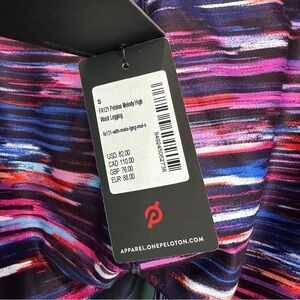 S
FA121 Peloton Melody High
Waist Legging
USD 82.00
CAD 110.00
GBP 76.00
EUR 88.00
APPAREL.ONEPELOTON.COM